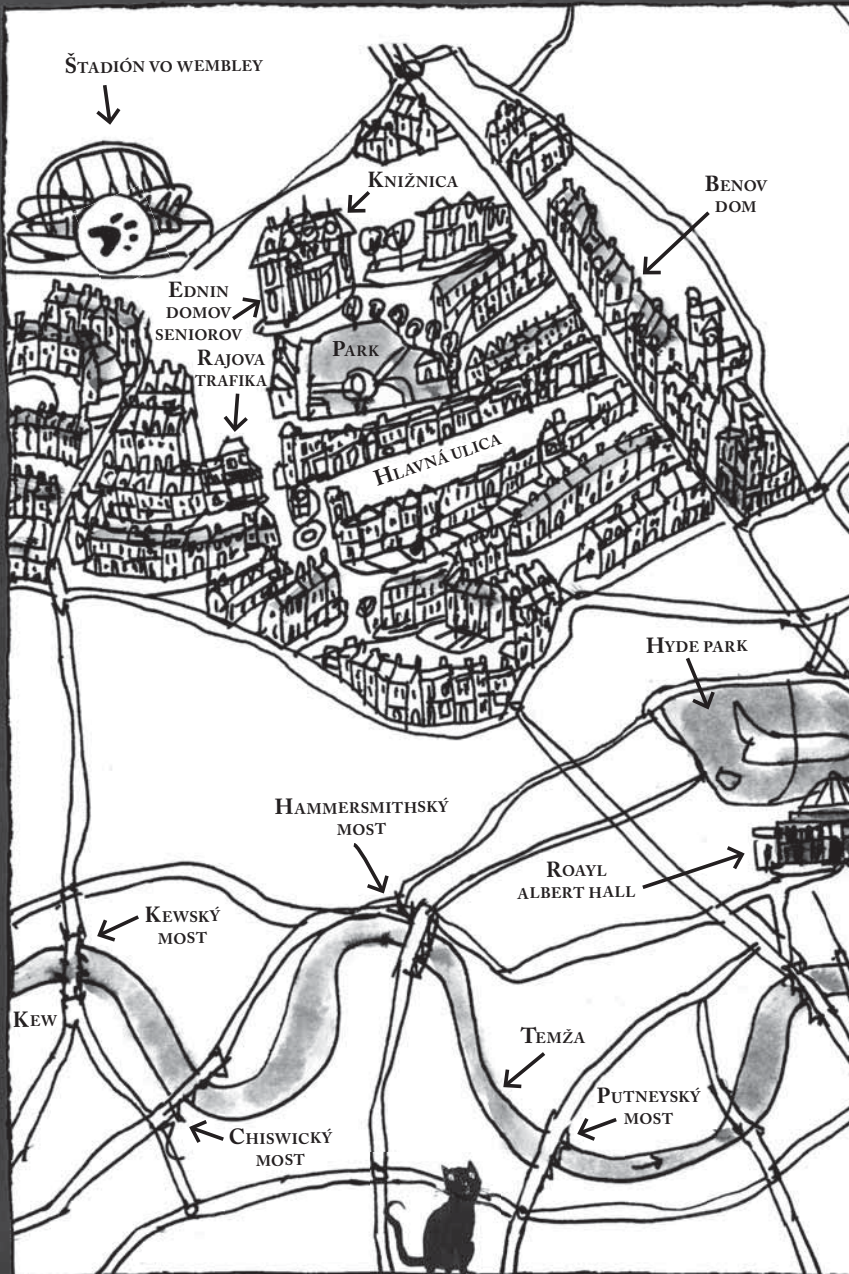 ŠTADIÓN VO WEMBLEY
KNIŽNICA
BENOV
DOM
EDNIN
DOMOV
SENIOROV
RAJOVA
TRAFIKA
PARK
HLAVNÁ ULICA
HYDE PARK
HAMMERSMITHSKÝ
MOST
ROAYL
ALBERT HALL
KEWSKÝ
MOST
KEW
TEMŽA
PUTNEYSKÝ
MOST
CHISWICKÝ
MOST